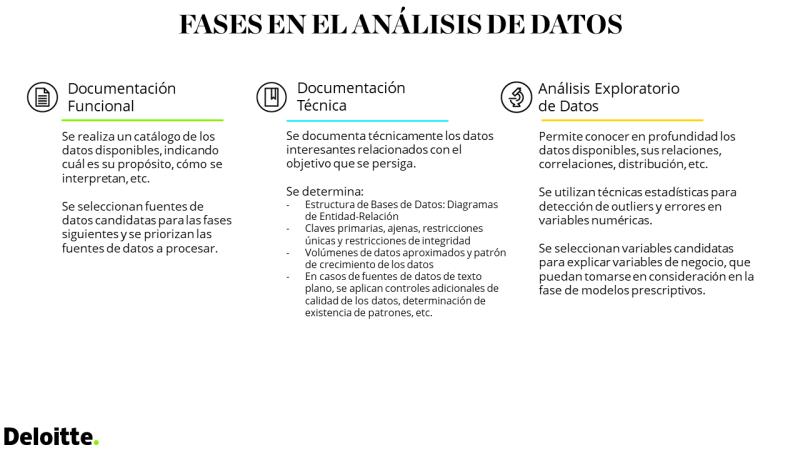 FASES EN EL ANÁLISIS DE DATOS
Documentación
Funcional
Se realiza un catálogo de los
datos disponibles, indicando
cuál es su propósito, cómo se
interpretan, etc.
Se seleccionan fuentes de
datos candidatas para las fases
siguientes y se priorizan las
fuentes de datos a procesar.
Documentación
Técnica
Se documenta técnicamente los datos
interesantes relacionados con el
objetivo que se persiga.
Se determina:
- Estructura de Bases de Datos: Diagramas
de Entidad-Relación
- Claves primarias, ajenas, restricciones
únicas y restricciones de integridad
- Volúmenes de datos aproximados y patrón
de crecimiento de los datos
- En casos de fuentes de datos de texto
plano, se aplican controles adicionales de
calidad de los datos, determinación de
existencia de patrones, etc.
Análisis Exploratorio
de Datos
Permite conocer en profundidad los
datos disponibles, sus relaciones,
correlaciones, distribución, etc.
Se utilizan técnicas estadísticas para
detección de outliers y errores en
variables numéricas.
Se seleccionan variables candidatas
para explicar variables de negocio, que
puedan tomarse en consideración en la
fase de modelos prescriptivos.
Deloitte.